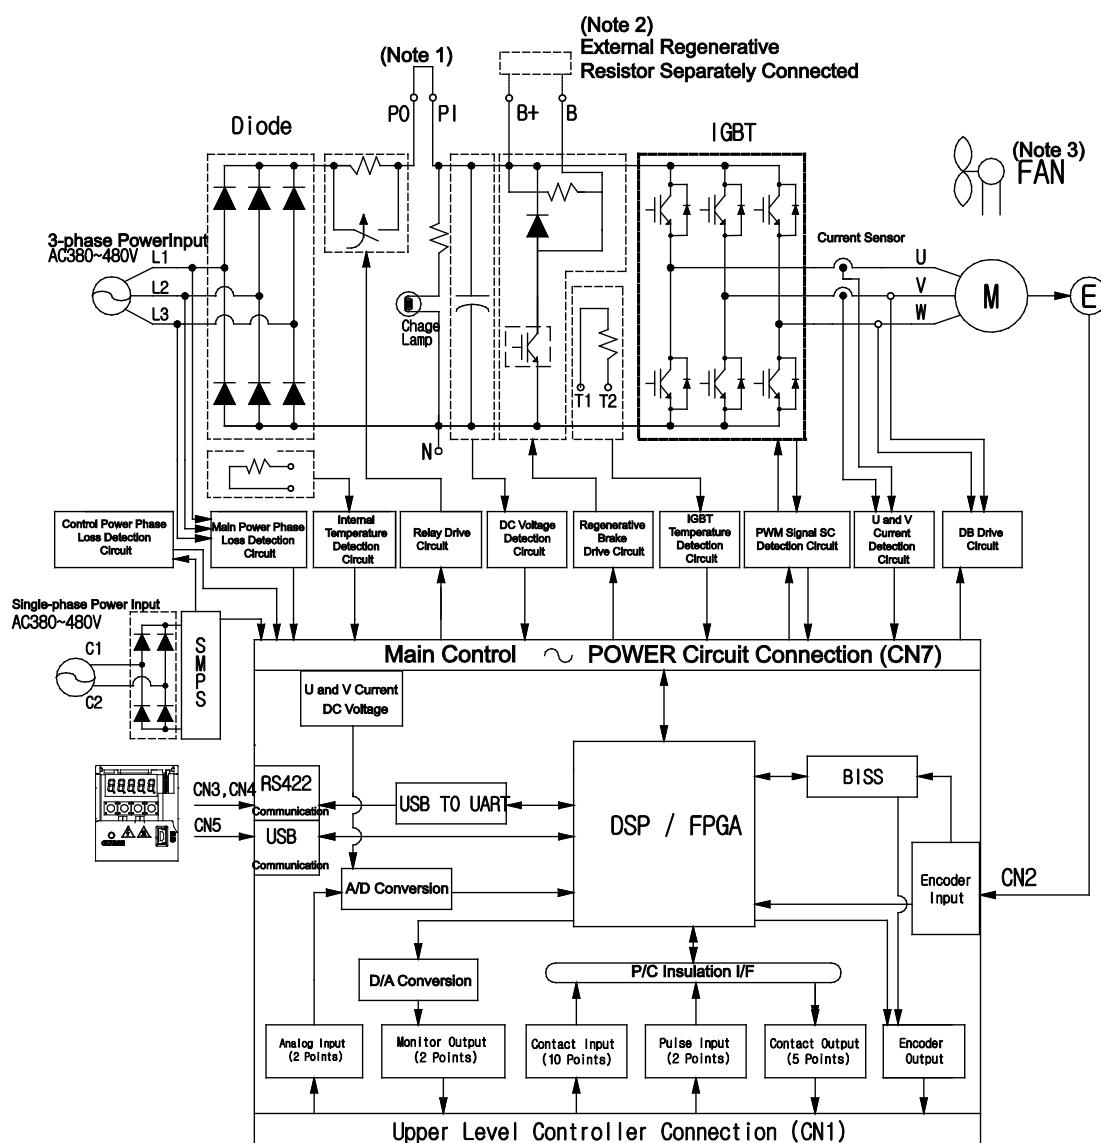 (Note 1)
(Note 2)
External Regenerative
Resistor Separately Connected
PO
PI
B+
B
Diode
IGBT
(Note 3)
FAN
3-phase PowerInput
AC380~480V
L1
L2
L3
Chage
Lamp
Current Sensor
U
V
W
M
E
T1
T2
N
Control Power Phase
Loss Detection
Circuit
Main Power Phase
Loss Detection
Circuit
Internal
Temperature
Detection
Circuit
Relay Drive
Circuit
DC Voltage
Detection
Circuit
Regenerative
Brake
Drive Circuit
IGBT
Temperature
Detection
Circuit
PWM Signal SC
Detection Circuit
U and V
Current
Detection
Circuit
DB Drive
Circuit
Single-phase Power Input
AC380~480V
C1
C2
SMPS
Main Control
POWER Circuit Connection (CN7)
U and V Current
DC Voltage
CN3,CN4
CN5
RS422
Communication
USB
Communication
USB TO UART
DSP / FPGA
BISS
A/D Conversion
Encoder
Input
CN2
D/A Conversion
P/C Insulation I/F
Analog Input
(2 Points)
Monitor Output
(2 Points)
Contact Input
(10 Points)
Pulse Input
(2 Points)
Contact Output
(5 Points)
Encoder
Output
Upper Level Controller Connection (CN1)